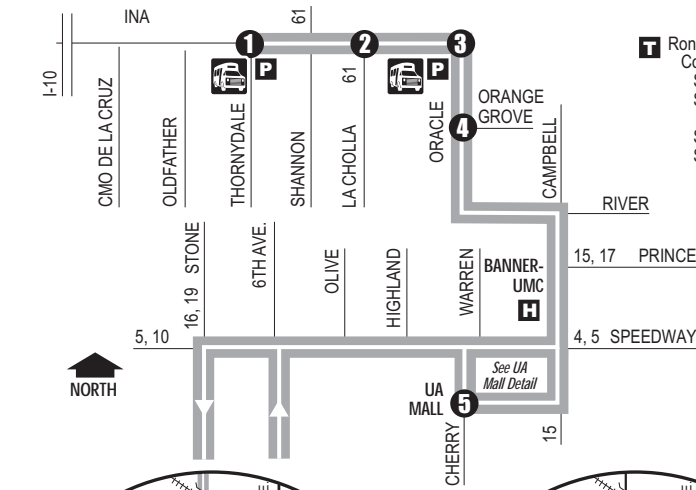 61
INA
1
2
3
T Ron
Co
I-10
P
P
61
CMO DE LA CRUZ
OLDFATHER
THORNYDALE
SHANNON
LA CHOLLA
ORACLE
ORANGE
GROVE
4
CAMPBELL
RIVER
16, 19 STONE
6TH AVE.
OLIVE
HIGHLAND
WARREN
BANNER-
UMC
H
15, 17 PRINCE
5, 10
4, 5 SPEEDWAY
NORTH
See UA
Mall Detail
UA
MALL
5
CHERRY
15